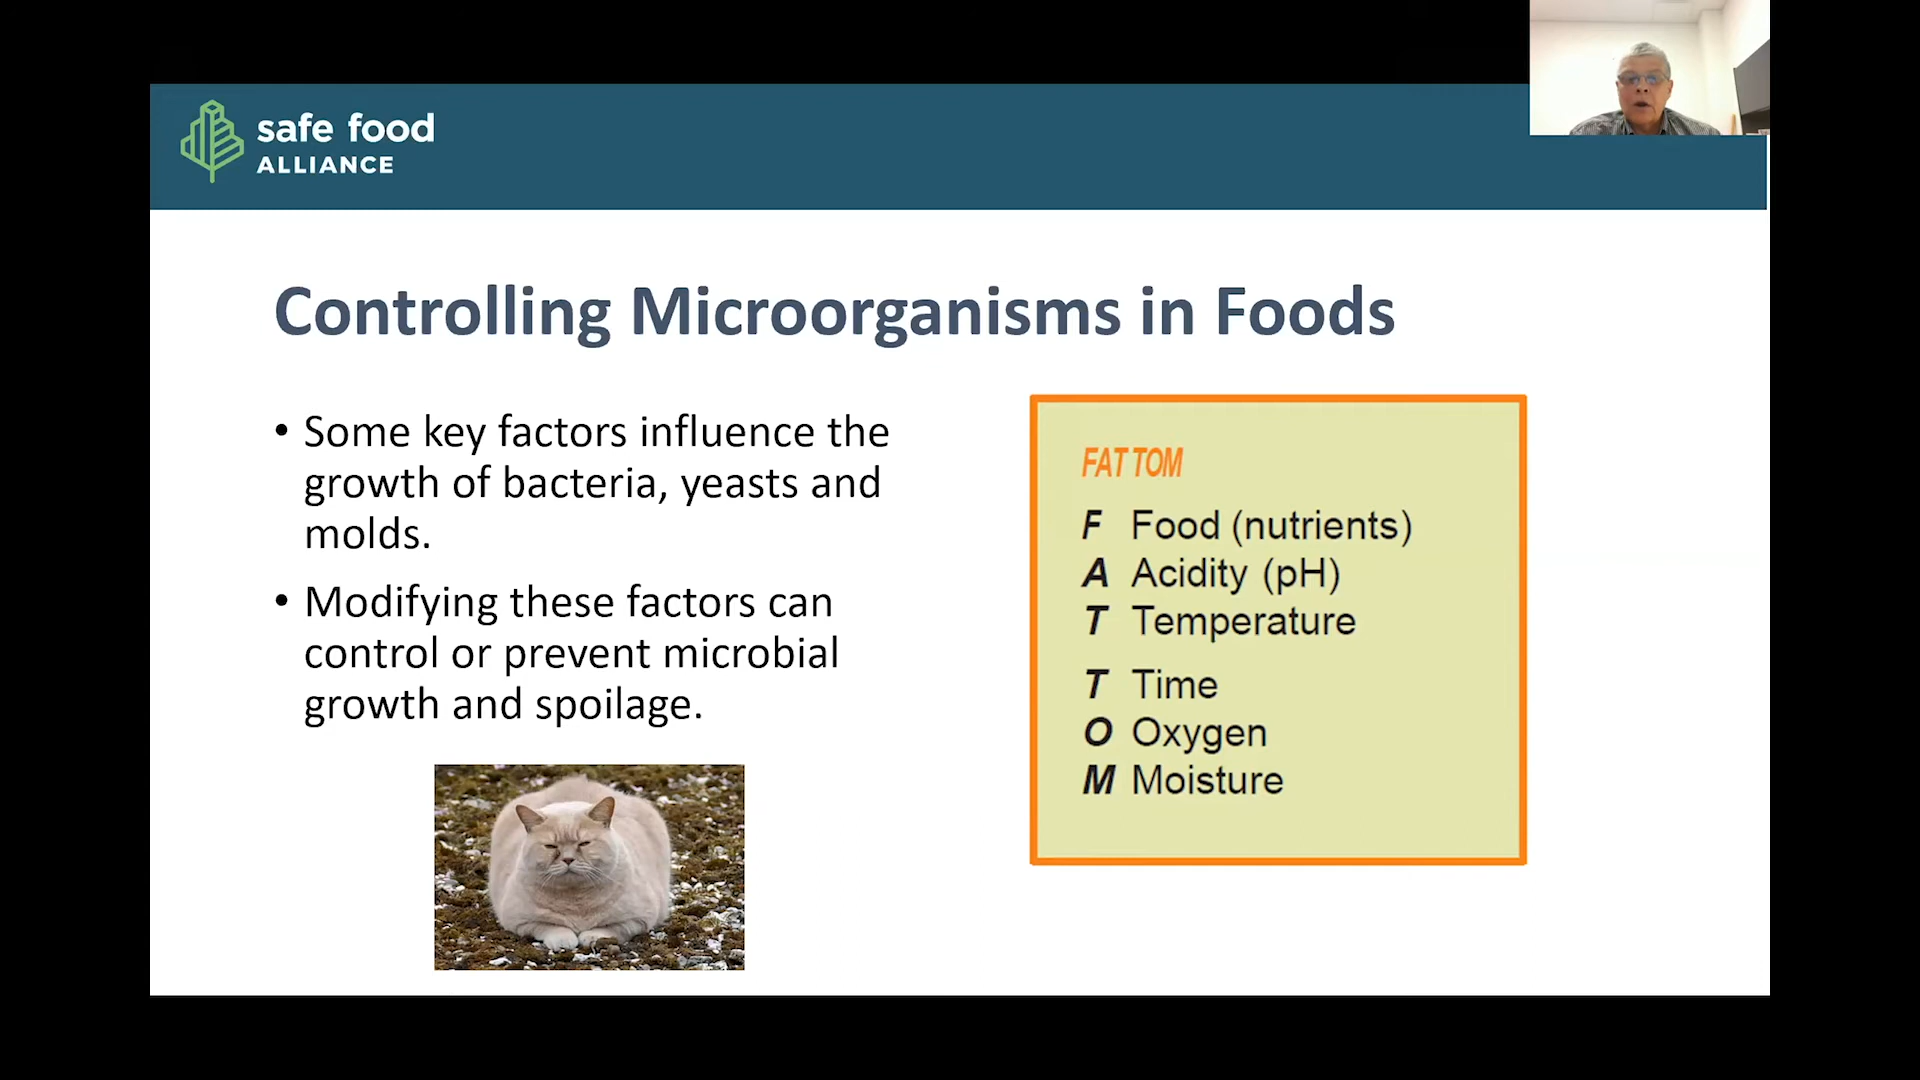 safe food
ALLIANCE
Controlling Microorganisms in Foods
• Some key factors influence the
growth of bacteria, yeasts and
molds.
• Modifying these factors can
control or prevent microbial
growth and spoilage.
FAT TOM
F Food (nutrients)
A Acidity (pH)
T Temperature
T Time
O Oxygen
M Moisture